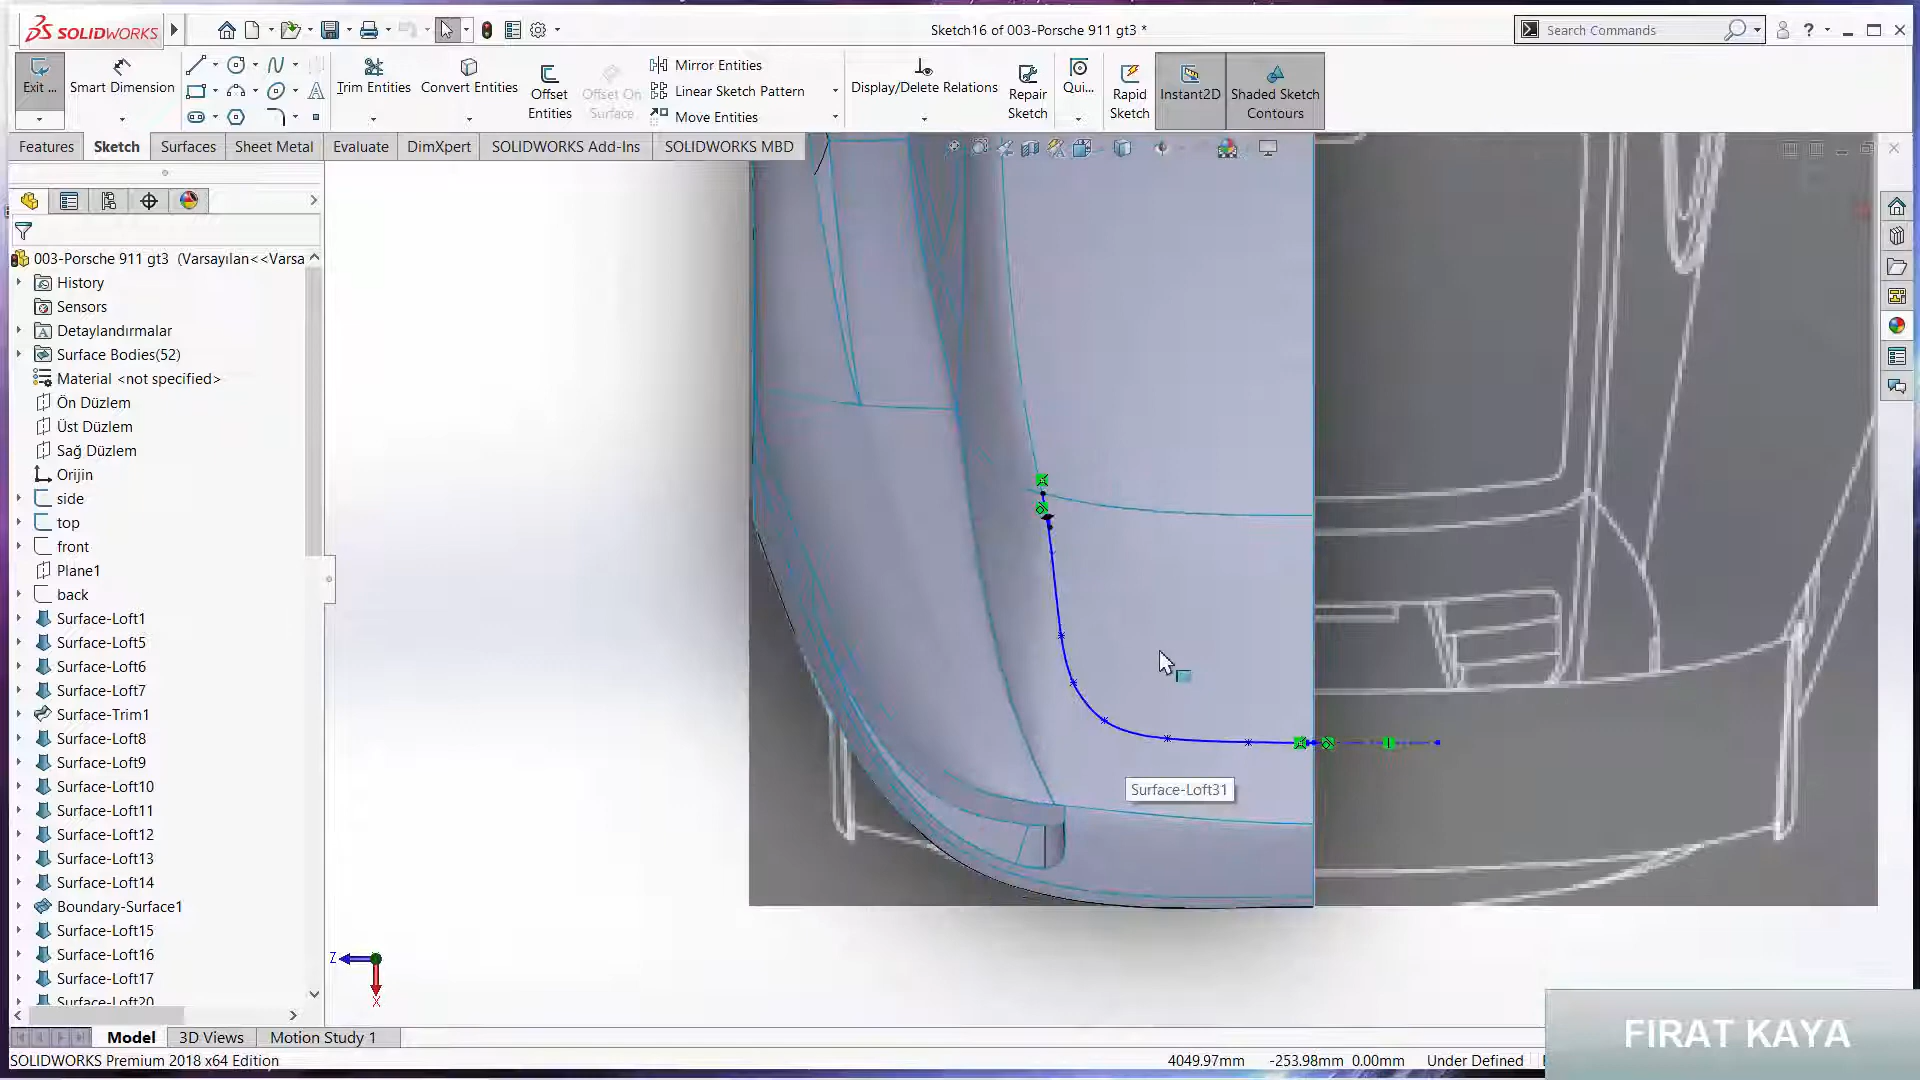 SOLIDWORKS
Sketch16 of 003-Porsche 911 gt3 *
Search Commands
Exit ...
Smart Dimension
Trim Entities
Convert Entities
Offset Entities
Offset On Surface
Mirror Entities
Linear Sketch Pattern
Move Entities
Display/Delete Relations
Repair Sketch
Qui...
Rapid Sketch
Instant2D
Shaded Sketch Contours
Features
Sketch
Surfaces
Sheet Metal
Evaluate
DimXpert
SOLIDWORKS Add-Ins
SOLIDWORKS MBD
003-Porsche 911 gt3 (Varsayılan<<Varsa
History
Sensors
Detaylandırmalar
Surface Bodies(52)
Material <not specified>
Ön Düzlem
Üst Düzlem
Sağ Düzlem
Orijin
side
top
front
Plane1
back
Surface-Loft1
Surface-Loft5
Surface-Loft6
Surface-Loft7
Surface-Trim1
Surface-Loft8
Surface-Loft9
Surface-Loft10
Surface-Loft11
Surface-Loft12
Surface-Loft13
Surface-Loft14
Boundary-Surface1
Surface-Loft15
Surface-Loft16
Surface-Loft17
Surface-Loft20
Surface-Loft31
Z
X
Model
3D Views
Motion Study 1
SOLIDWORKS Premium 2018 x64 Edition
4049.97mm
-253.98mm
0.00mm
Under Defined
FIRAT KAYA